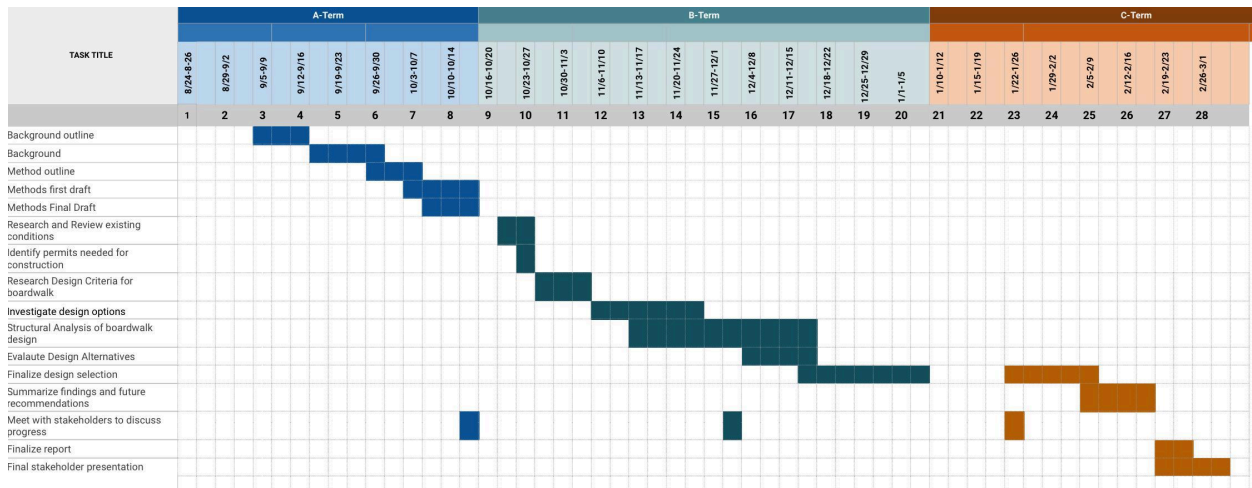 A-Term
B-Term
C-Term
TASK TITLE
8/24-8-26
8/29-9/2
9/5-9/9
9/12-9/16
9/19-9/23
9/26-9/30
10/3-10/7
10/10-10/14
10/16-10/20
10/23-10/27
10/30-11/3
11/6-11/10
11/13-11/17
11/20-11/24
11/27-12/1
12/4-12/8
12/11-12/15
12/18-12/22
12/25-12/29
1/1-1/5
1/10-1/12
1/15-1/19
1/22-1/26
1/29-2/2
2/5-2/9
2/12-2/16
2/19-2/23
2/26-3/1
1 2 3 4 5 6 7 8 9 10 11 12 13 14 15 16 17 18 19 20 21 22 23 24 25 26 27 28
Background outline
Background
Method outline
Methods first draft
Methods Final Draft
Research and Review existing
conditions
Identify permits needed for
construction
Research Design Criteria for
boardwalk
Investigate design options
Structural Analysis of boardwalk
design
Evalaute Design Alternatives
Finalize design selection
Summarize findings and future
recommendations
Meet with stakeholders to discuss
progress
Finalize report
Final stakeholder presentation